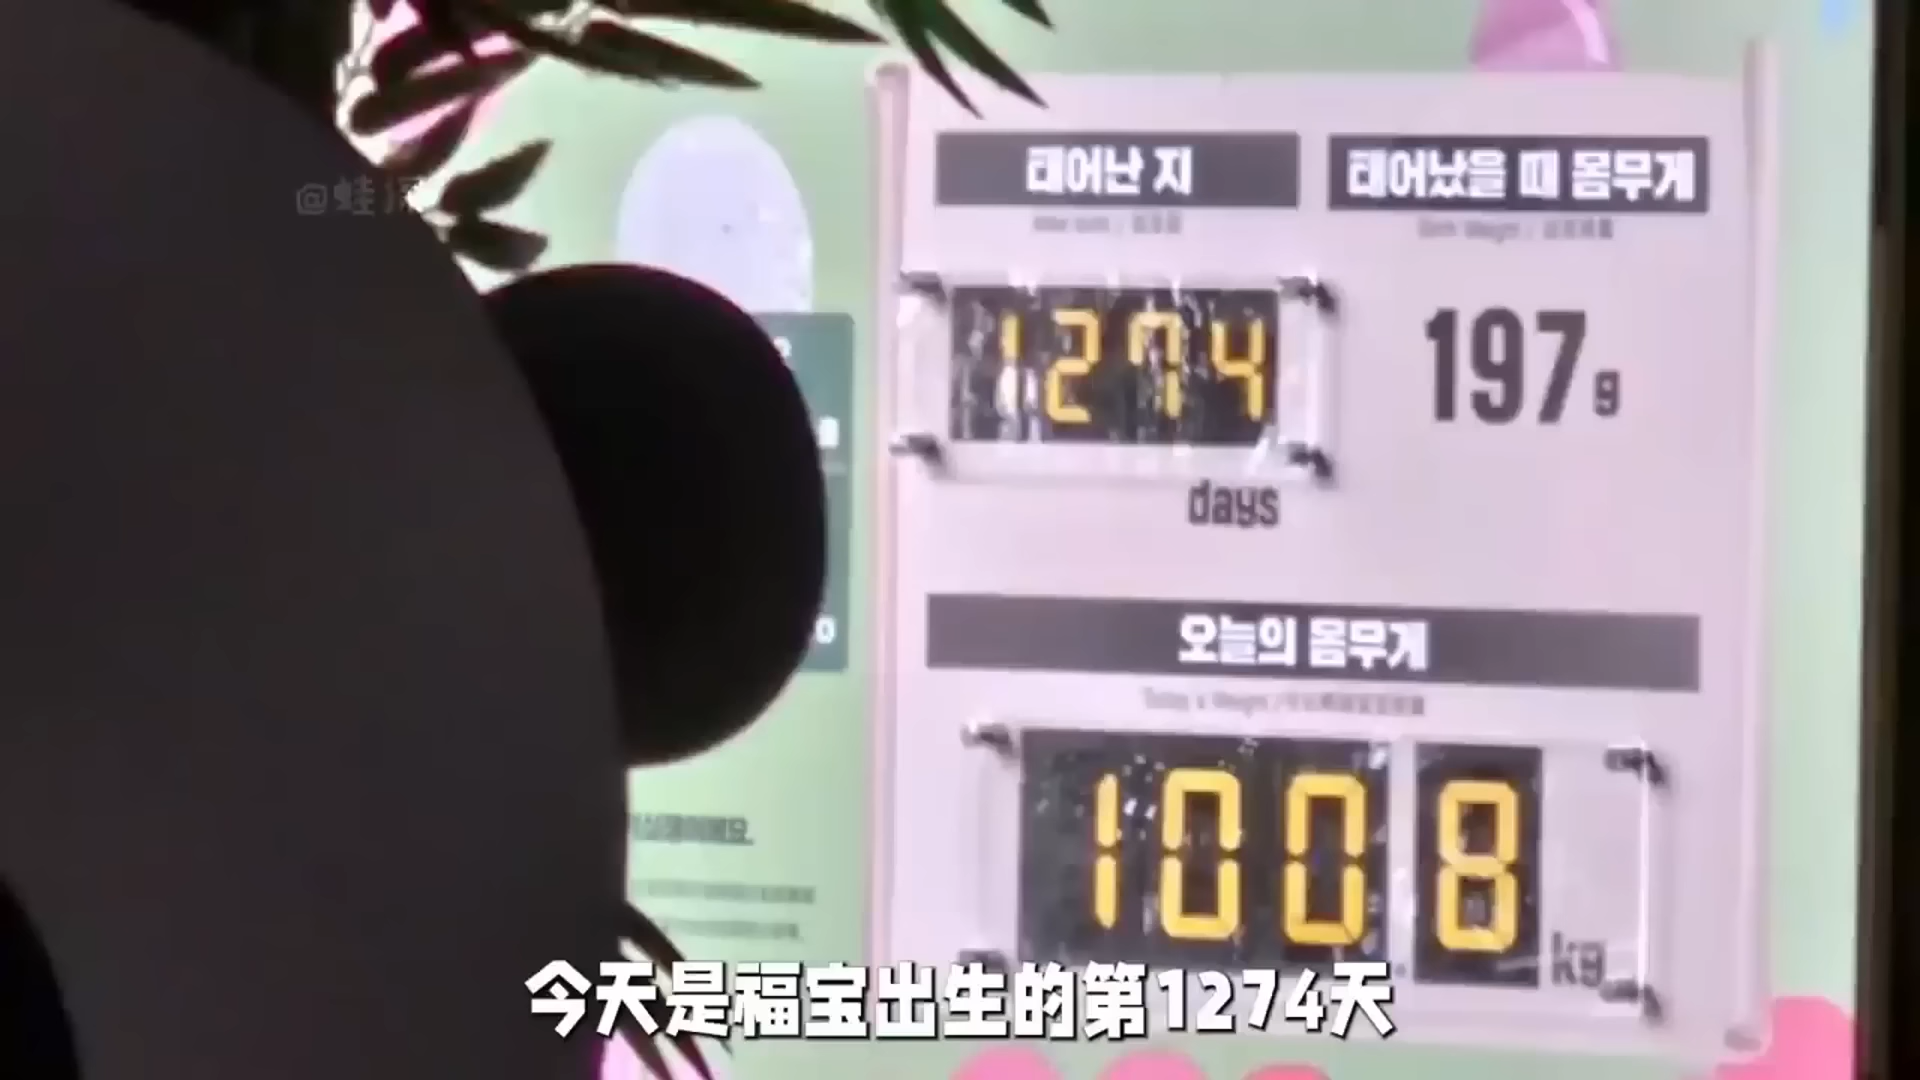 @蛙
태어난 지
태어났을 때 몸무게
1274
days
197g
오늘의 몸무게
Today's Weight /
100.8 kg
今天是福宝出生的第1274天